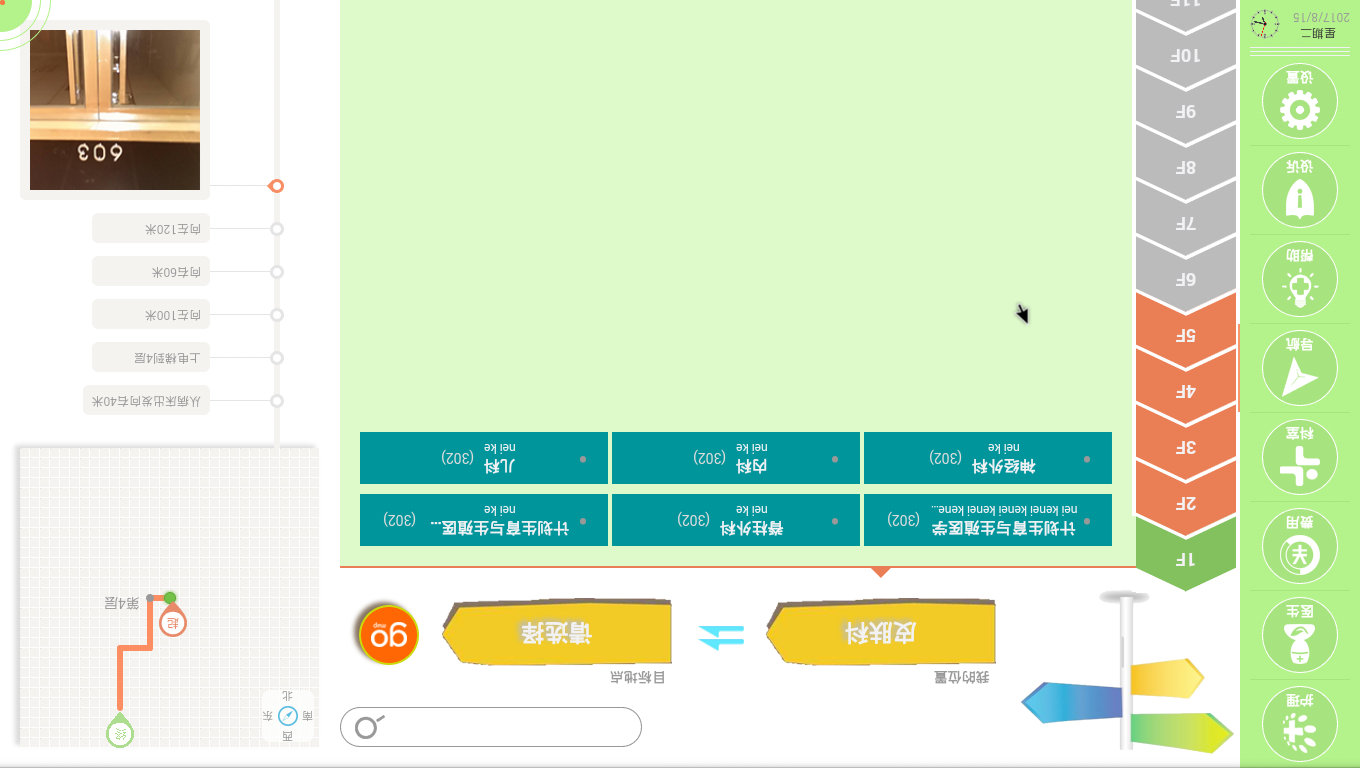 护理
医生
费用
科室
导航
帮助
投诉
设置
星期二
2017/8/15
我的位置
皮肤科
目标地点
请选择
go
map
1F
2F
3F
4F
5F
6F
7F
8F
9F
10F
11F
计划生育与生殖医学 (302)
nei kenei kenei kenei kene...
脊柱外科 (302)
nei ke
计划生育与生殖医... (302)
nei ke
神经外科 (302)
nei ke
内科 (302)
nei ke
儿科 (302)
nei ke
西
南
东
北
终
起
第4层
从病床出发向右40米
上电梯到4层
向右100米
向右60米
向左120米
603